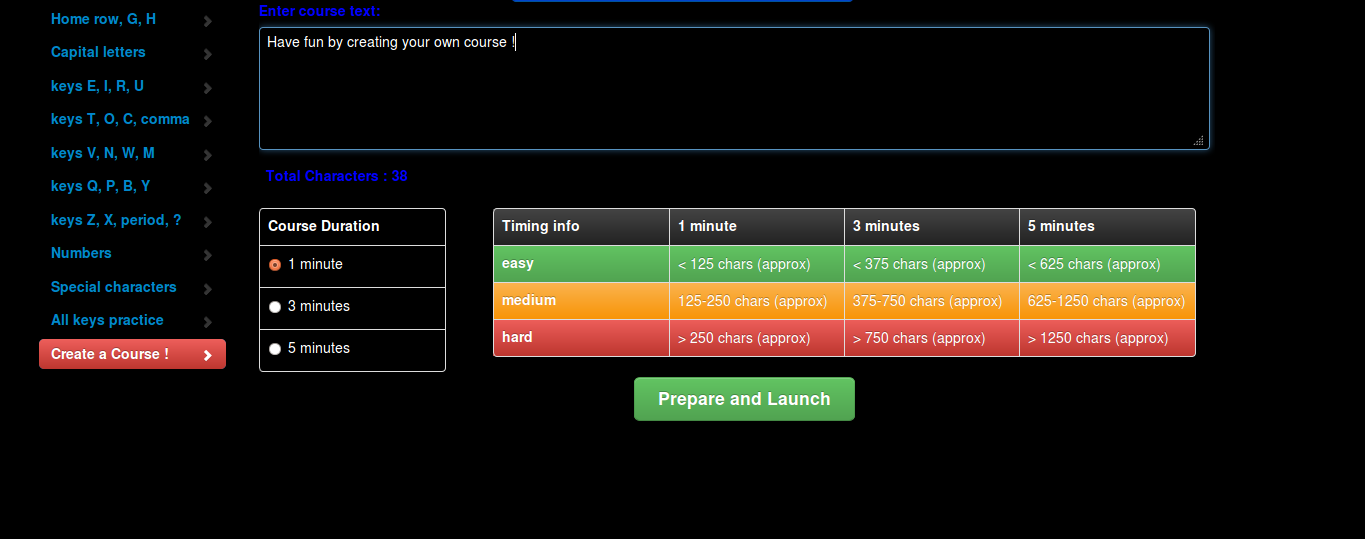 Home row, G, H
Capital letters
keys E, I, R, U
keys T, O, C, comma
keys V, N, W, M
keys Q, P, B, Y
keys Z, X, period, ?
Numbers
Special characters
All keys practice
Create a Course !
Enter course text:
Have fun by creating your own course !
Total Characters : 38
Course Duration
1 minute
3 minutes
5 minutes
Timing info 1 minute 3 minutes 5 minutes
easy < 125 chars (approx) < 375 chars (approx) < 625 chars (approx)
medium 125-250 chars (approx) 375-750 chars (approx) 625-1250 chars (approx)
hard > 250 chars (approx) > 750 chars (approx) > 1250 chars (approx)
Prepare and Launch